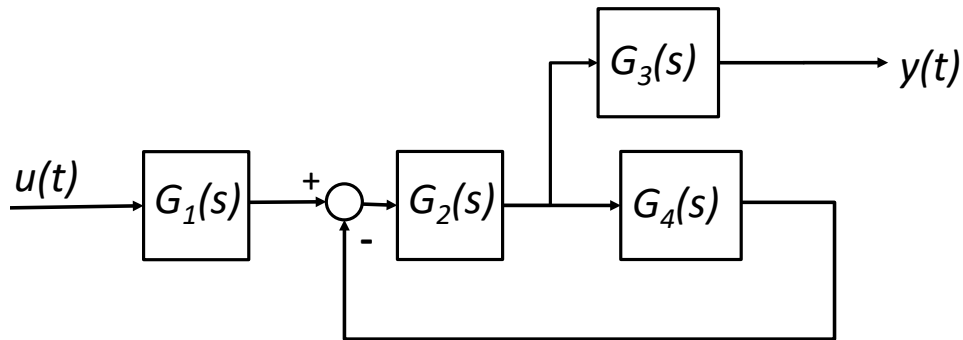 G₃(s)
y(t)
u(t)
G₁(s)
+
-
G₂(s)
G₄(s)